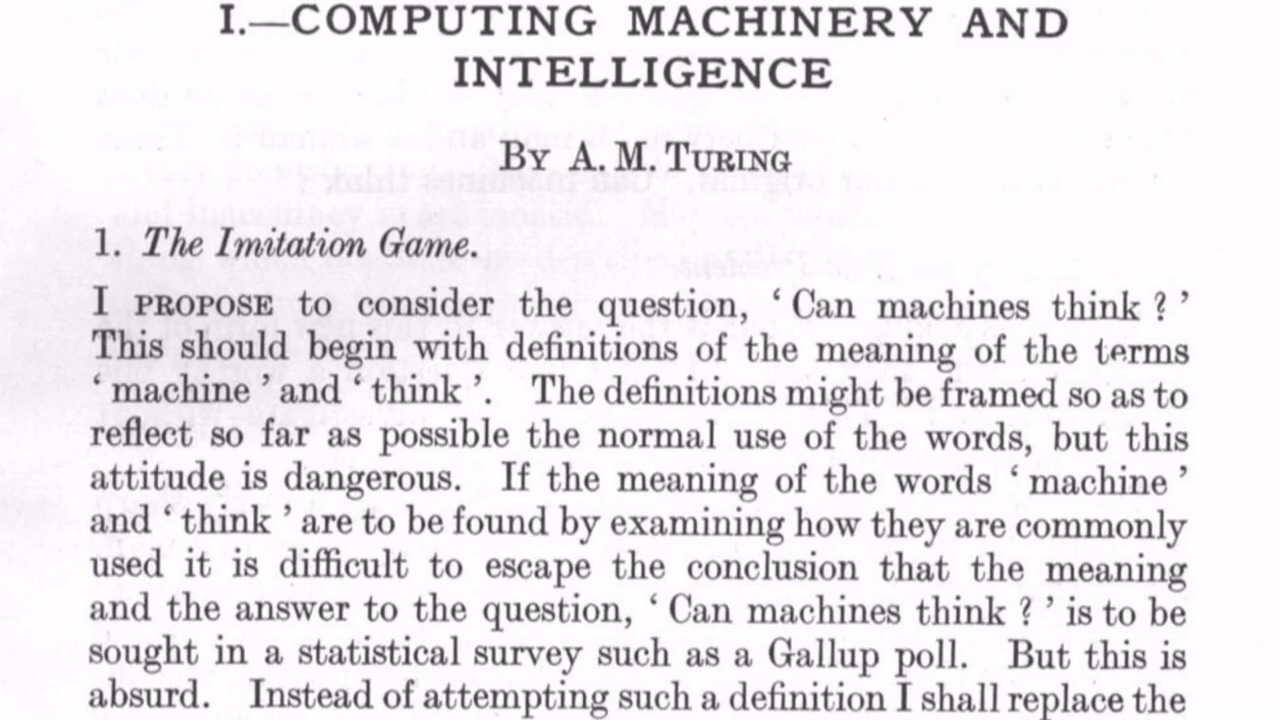 I.—COMPUTING MACHINERY AND
INTELLIGENCE
BY A. M. TURING
1. The Imitation Game.
I PROPOSE to consider the question, ‘ Can machines think ? ’
This should begin with definitions of the meaning of the terms
‘ machine ’ and ‘ think ’. The definitions might be framed so as to
reflect so far as possible the normal use of the words, but this
attitude is dangerous. If the meaning of the words ‘ machine ’
and ‘ think ’ are to be found by examining how they are commonly
used it is difficult to escape the conclusion that the meaning
and the answer to the question, ‘ Can machines think ? ’ is to be
sought in a statistical survey such as a Gallup poll. But this is
absurd. Instead of attempting such a definition I shall replace the